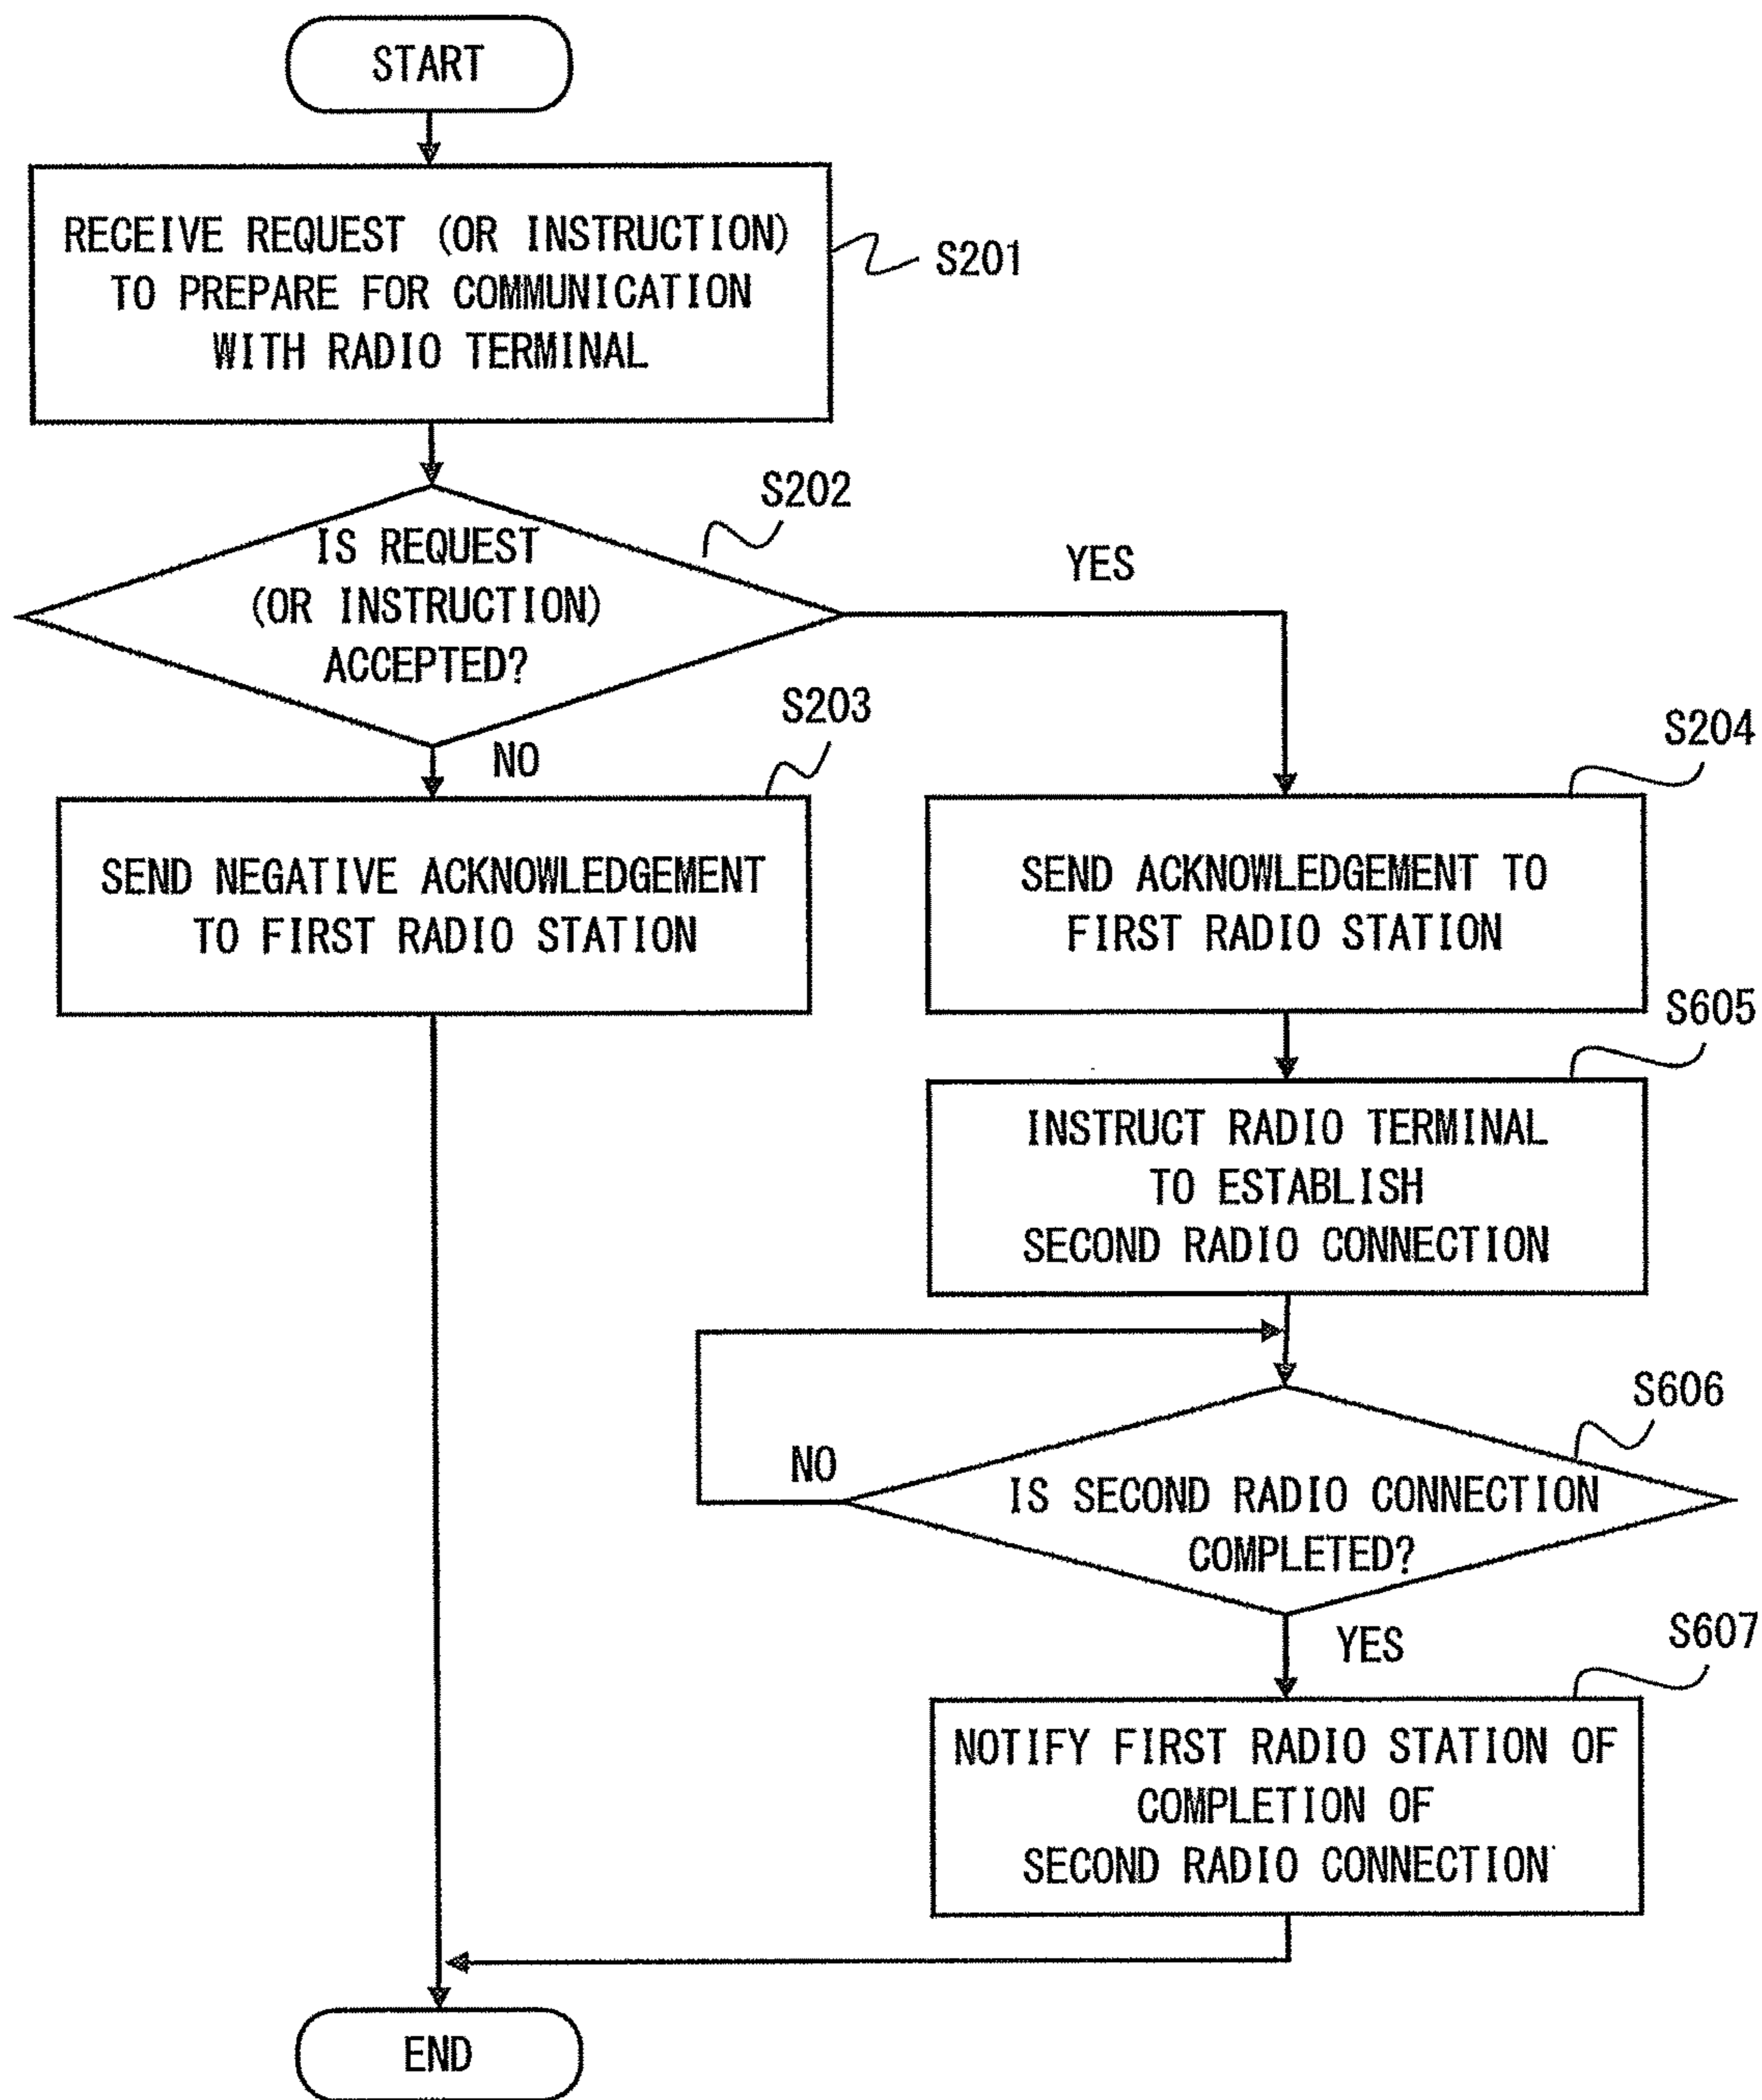 START
RECEIVE REQUEST (OR INSTRUCTION)
TO PREPARE FOR COMMUNICATION
WITH RADIO TERMINAL
S201
S202
IS REQUEST
(OR INSTRUCTION)
ACCEPTED?
YES
NO
S203
SEND NEGATIVE ACKNOWLEDGEMENT
TO FIRST RADIO STATION
S204
SEND ACKNOWLEDGEMENT TO
FIRST RADIO STATION
S605
INSTRUCT RADIO TERMINAL
TO ESTABLISH
SECOND RADIO CONNECTION
S606
NO
IS SECOND RADIO CONNECTION
COMPLETED?
YES
S607
NOTIFY FIRST RADIO STATION OF
COMPLETION OF
SECOND RADIO CONNECTION
END